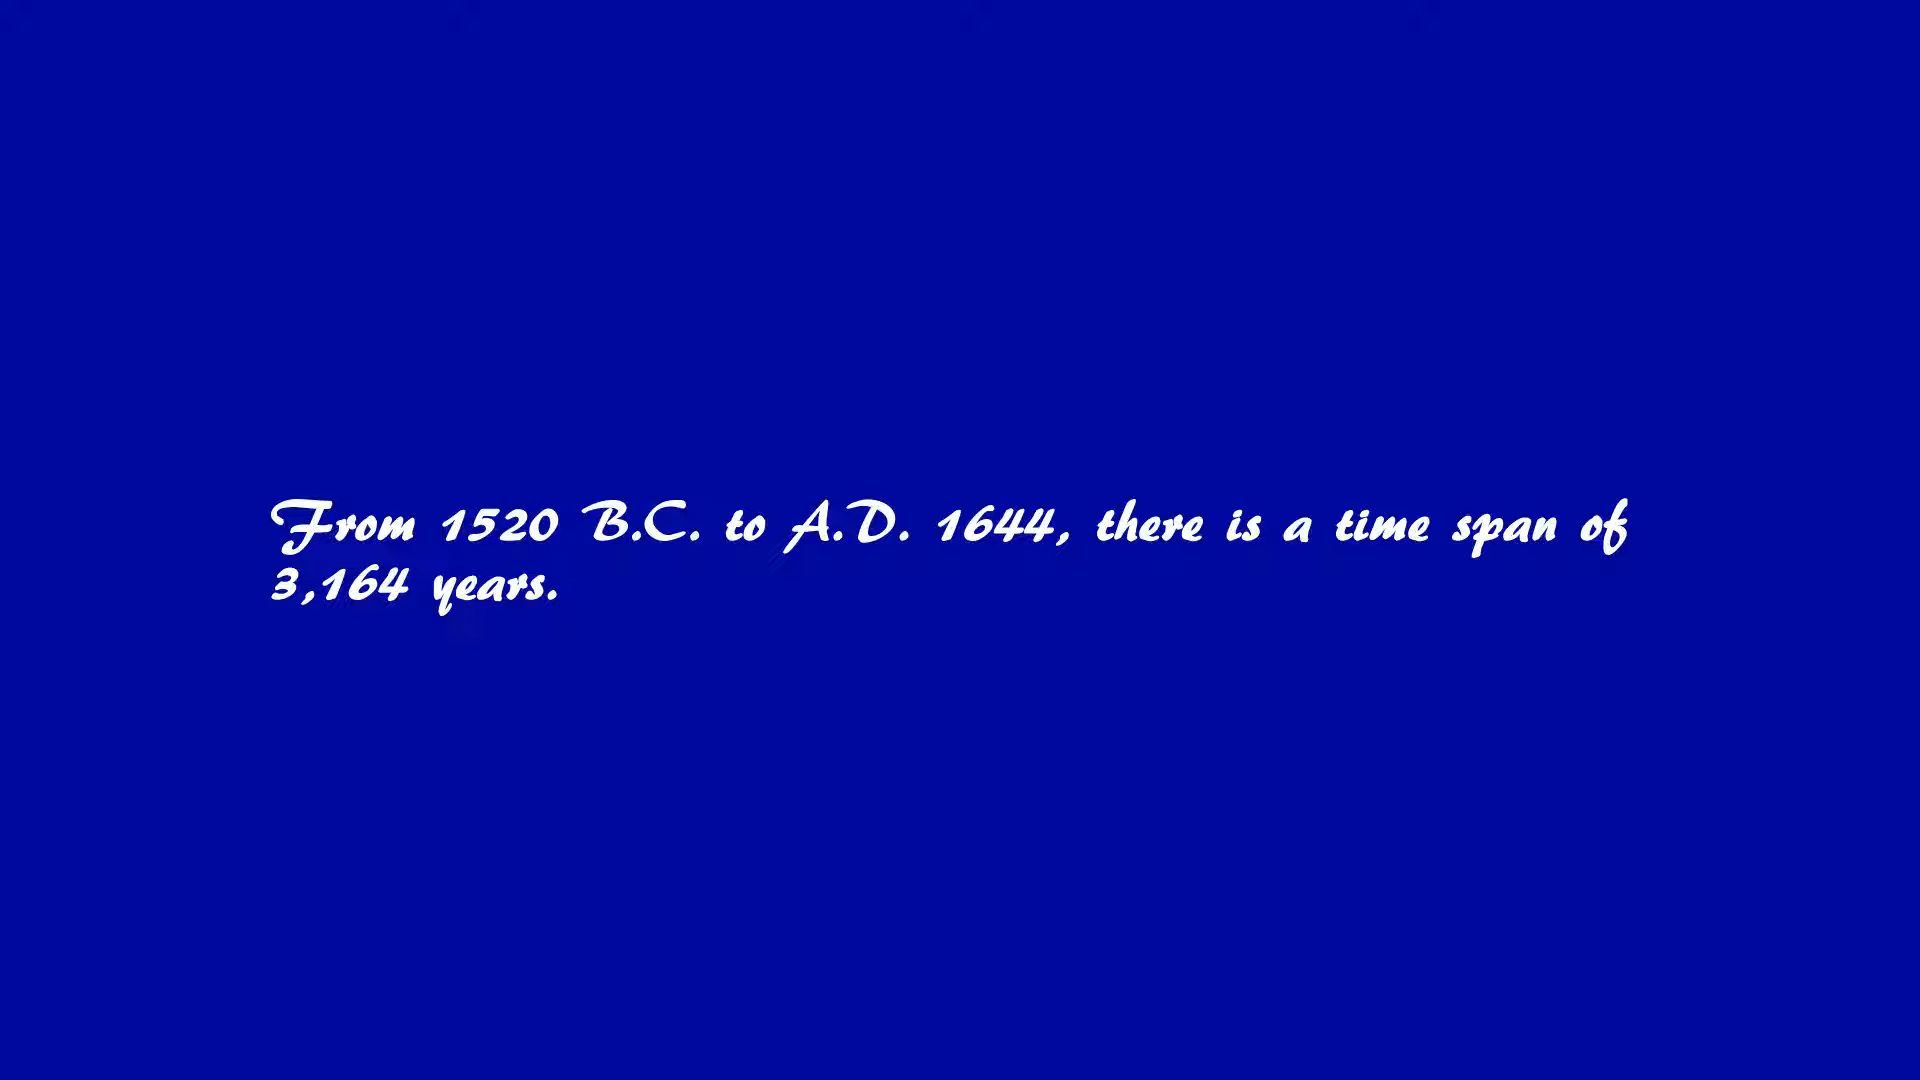 From 1520 B.C. to A.D. 1644, there is a time span of
3,164 years.